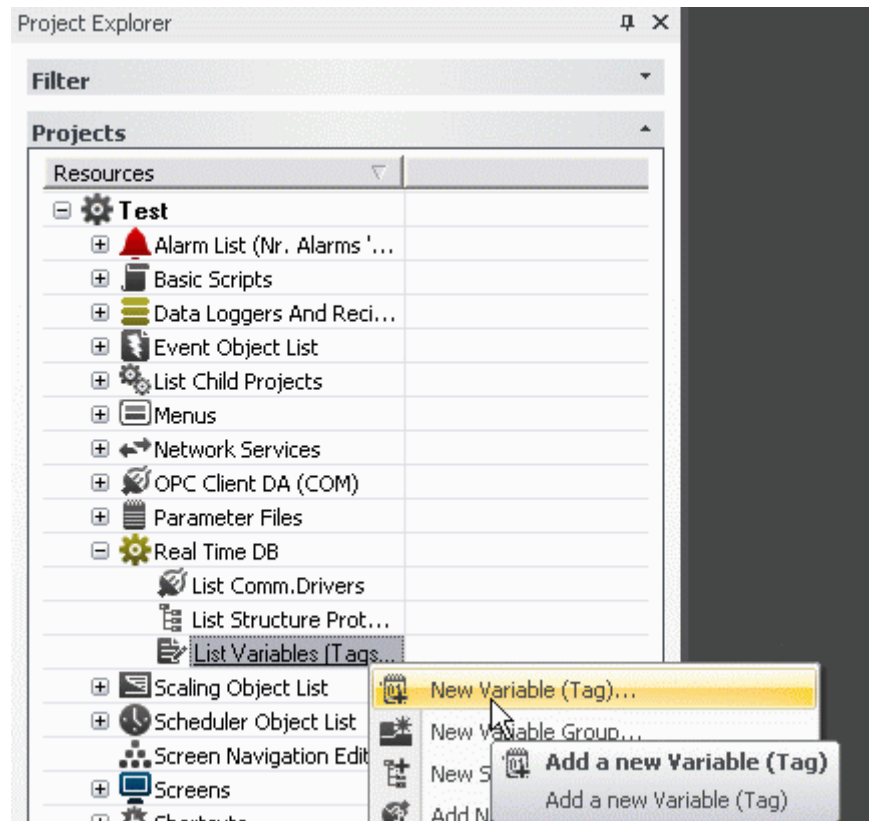 Project Explorer
Filter
Projects
Resources
Test
Alarm List (Nr. Alarms '...
Basic Scripts
Data Loggers And Reci...
Event Object List
List Child Projects
Menus
Network Services
OPC Client DA (COM)
Parameter Files
Real Time DB
List Comm.Drivers
List Structure Prot...
List Variables (Tags...
Scaling Object List
Scheduler Object List
Screen Navigation Edit
Screens
New Variable (Tag)...
New Variable Group...
New S
Add N
Add a new Variable (Tag)
Add a new Variable (Tag)